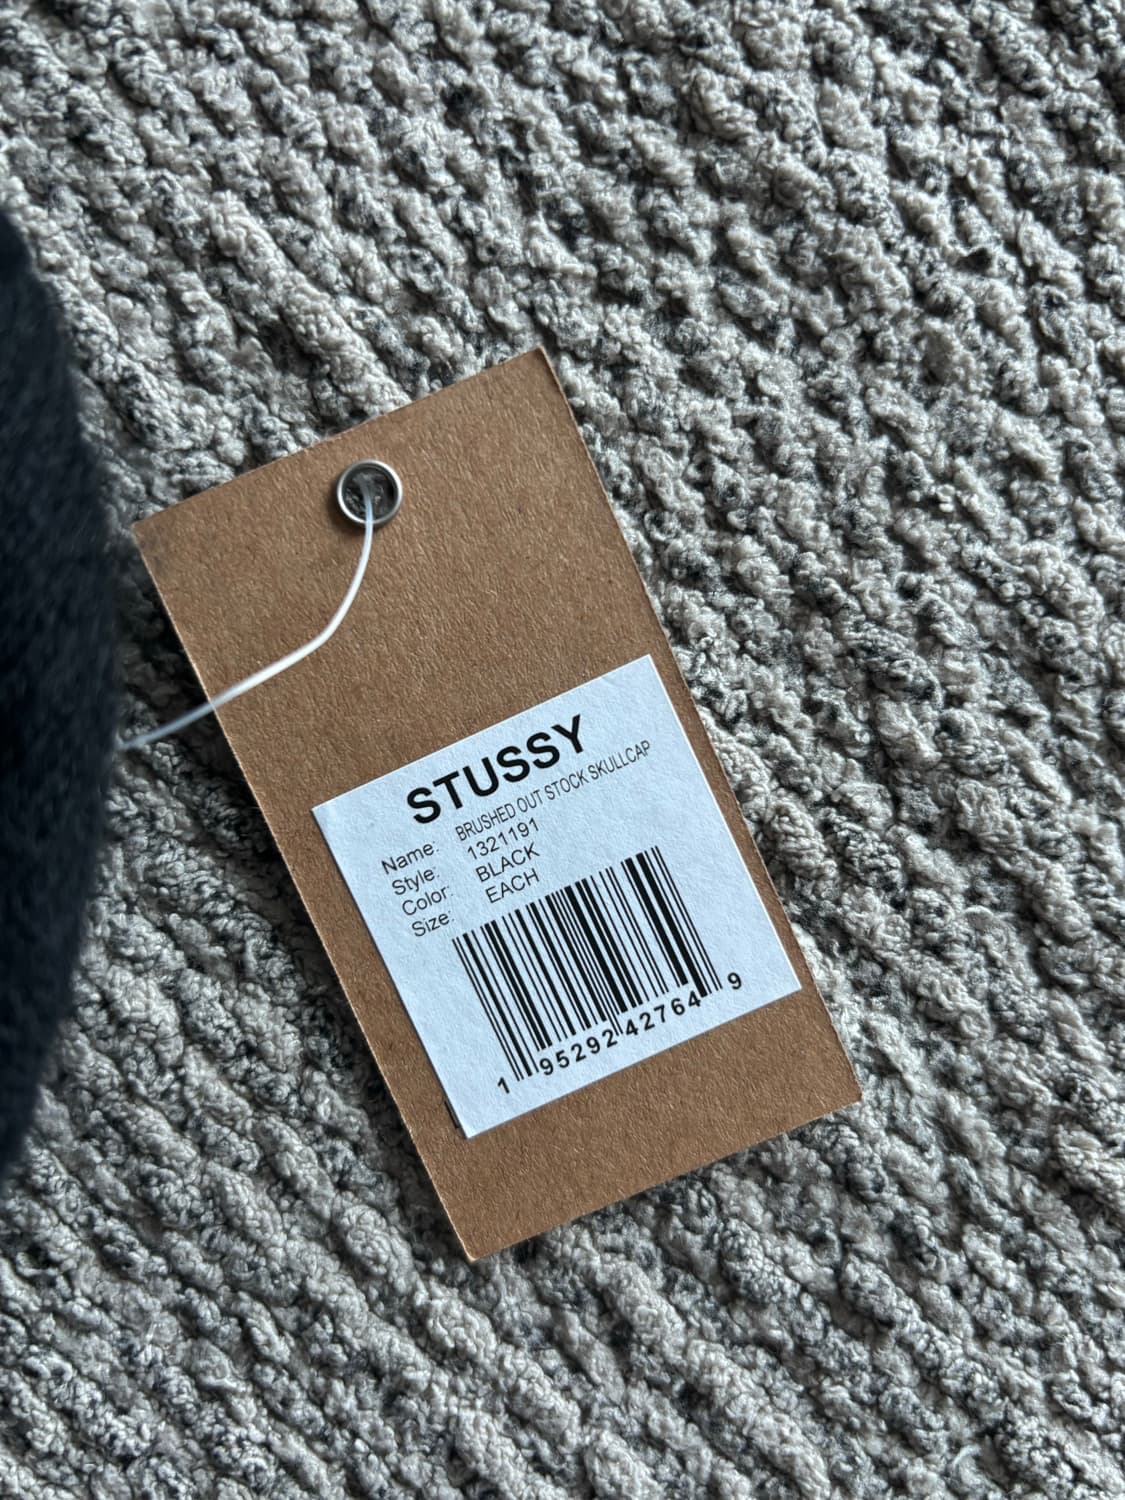 STUSSY
Name: BRUSHED OUT STOCK SKULLCAP
Style: 1321191
Color: BLACK
Size: EACH
1 95292 42764 9